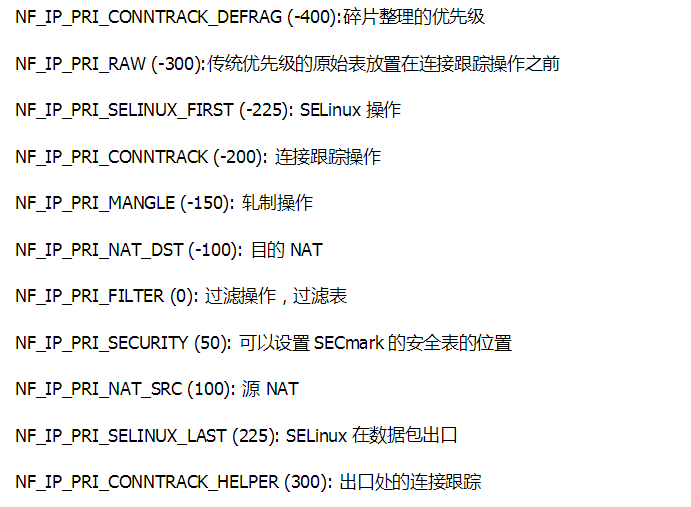 NF_IP_PRI_CONNTRACK_DEFRAG (-400):碎片整理的优先级
NF_IP_PRI_RAW (-300):传统优先级的原始表放置在连接跟踪操作之前
NF_IP_PRI_SELINUX_FIRST (-225): SELinux 操作
NF_IP_PRI_CONNTRACK (-200): 连接跟踪操作
NF_IP_PRI_MANGLE (-150): 轧制操作
NF_IP_PRI_NAT_DST (-100): 目的 NAT
NF_IP_PRI_FILTER (0): 过滤操作，过滤表
NF_IP_PRI_SECURITY (50): 可以设置 SECmark 的安全表的位置
NF_IP_PRI_NAT_SRC (100): 源 NAT
NF_IP_PRI_SELINUX_LAST (225): SELinux 在数据包出口
NF_IP_PRI_CONNTRACK_HELPER (300): 出口处的连接跟踪